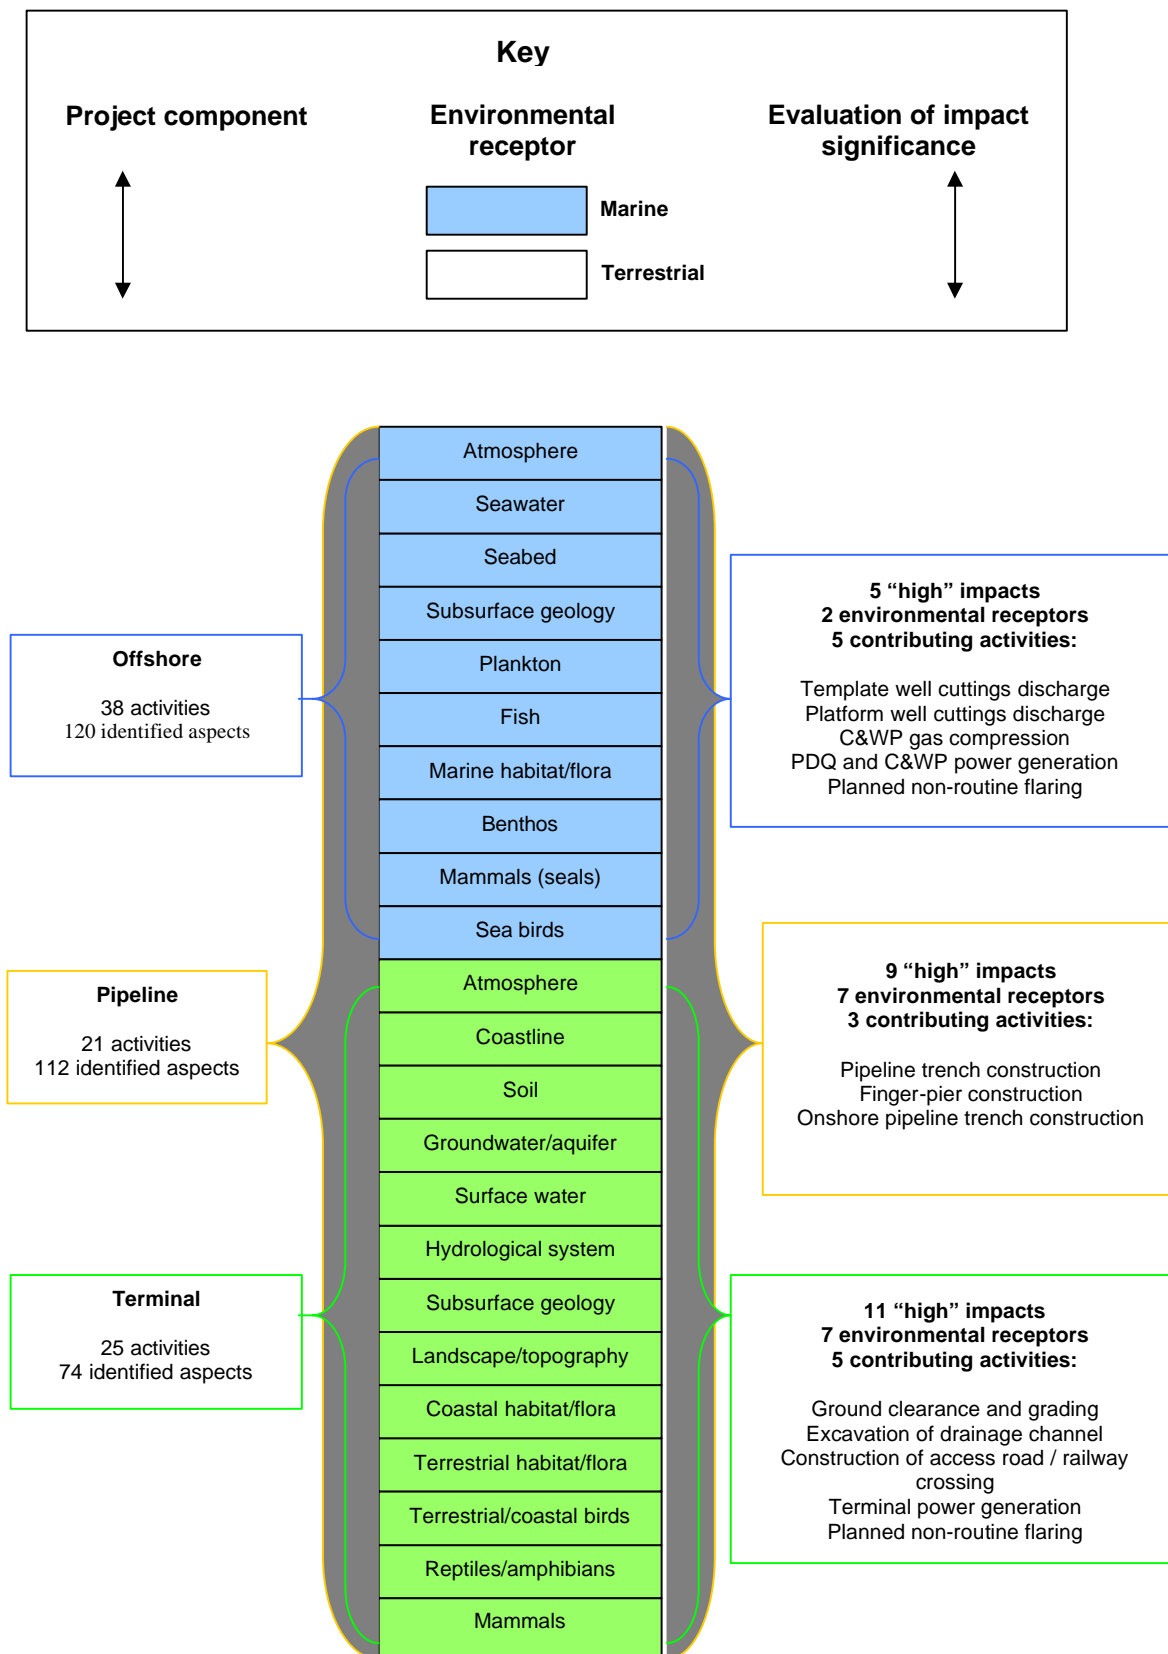 Key
Project component
Environmental
receptor
Evaluation of impact
significance
Marine
Terrestrial
Atmosphere
Seawater
Seabed
Subsurface geology
Plankton
Fish
Marine habitat/flora
Benthos
Mammals (seals)
Sea birds
Atmosphere
Coastline
Soil
Groundwater/aquifer
Surface water
Hydrological system
Subsurface geology
Landscape/topography
Coastal habitat/flora
Terrestrial habitat/flora
Terrestrial/coastal birds
Reptiles/amphibians
Mammals
Offshore
38 activities
120 identified aspects
Pipeline
21 activities
112 identified aspects
Terminal
25 activities
74 identified aspects
5 “high” impacts
2 environmental receptors
5 contributing activities:
Template well cuttings discharge
Platform well cuttings discharge
C&WP gas compression
PDQ and C&WP power generation
Planned non-routine flaring
9 “high” impacts
7 environmental receptors
3 contributing activities:
Pipeline trench construction
Finger-pier construction
Onshore pipeline trench construction
11 “high” impacts
7 environmental receptors
5 contributing activities:
Ground clearance and grading
Excavation of drainage channel
Construction of access road / railway
crossing
Terminal power generation
Planned non-routine flaring